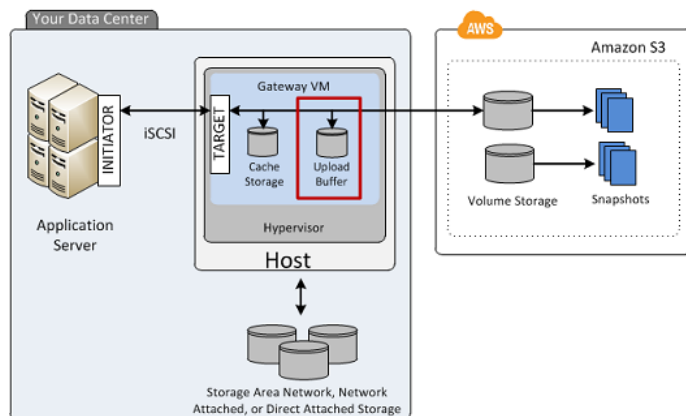 Your Data Center
AWS
Amazon S3
Gateway VM
INITIATOR
iSCSI
TARGET
Cache
Storage
Upload
Buffer
Volume Storage
Snapshots
Application
Server
Hypervisor
Host
Storage Area Network, Network
Attached, or Direct Attached Storage